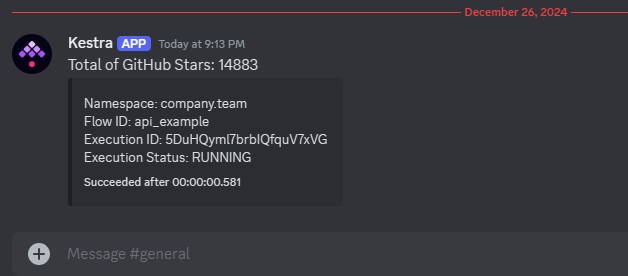 December 26, 2024
Kestra APP Today at 9:13 PM
Total of GitHub Stars: 14883
Namespace: company.team
Flow ID: api_example
Execution ID: 5DuHQyml7brbIQfquV7xVG
Execution Status: RUNNING
Succeeded after 00:00:00.581
Message #general